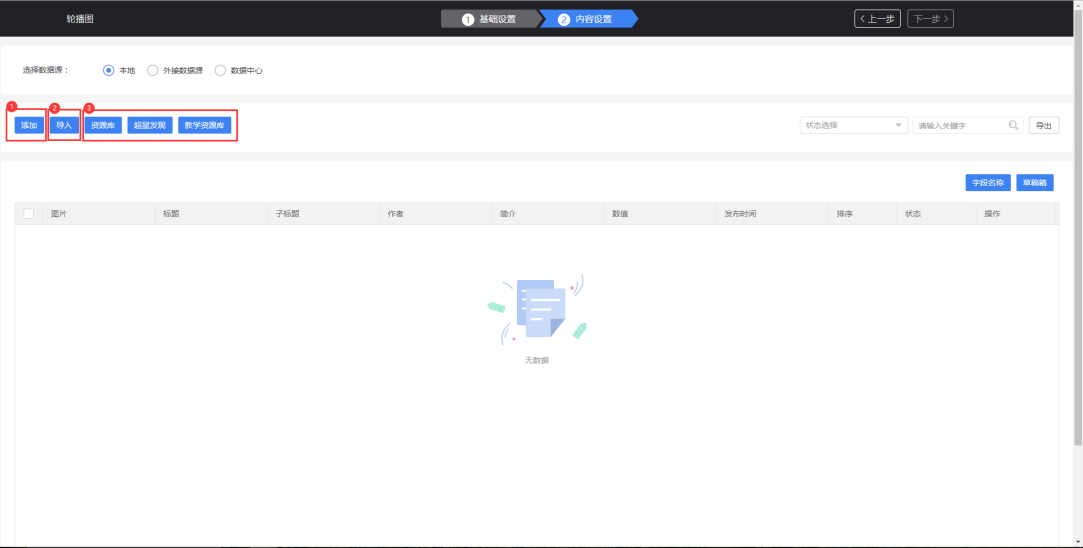 轮播图 1 基础设置 2 内容设置 <上一步 下一步>
选择数据源： 本地 外接数据源 数据中心
1 2 3
添加 导入 资源库 超星发现 教学资源库 状态选择 请输入关键字 导出
字段名称 草稿箱
图片 标题 子标题 作者 简介 数值 发布时间 排序 状态 操作
无数据